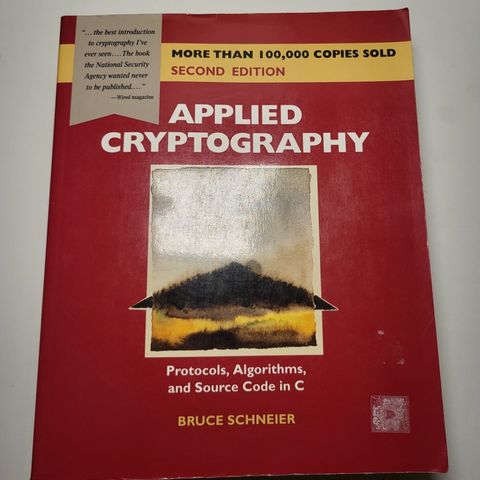 “... the best introduction
to cryptography I've
ever seen.... The book
the National Security
Agency wanted never
to be published....”
—Wired magazine
MORE THAN 100,000 COPIES SOLD
SECOND EDITION
APPLIED
CRYPTOGRAPHY
Protocols, Algorithms,
and Source Code in C
BRUCE SCHNEIER